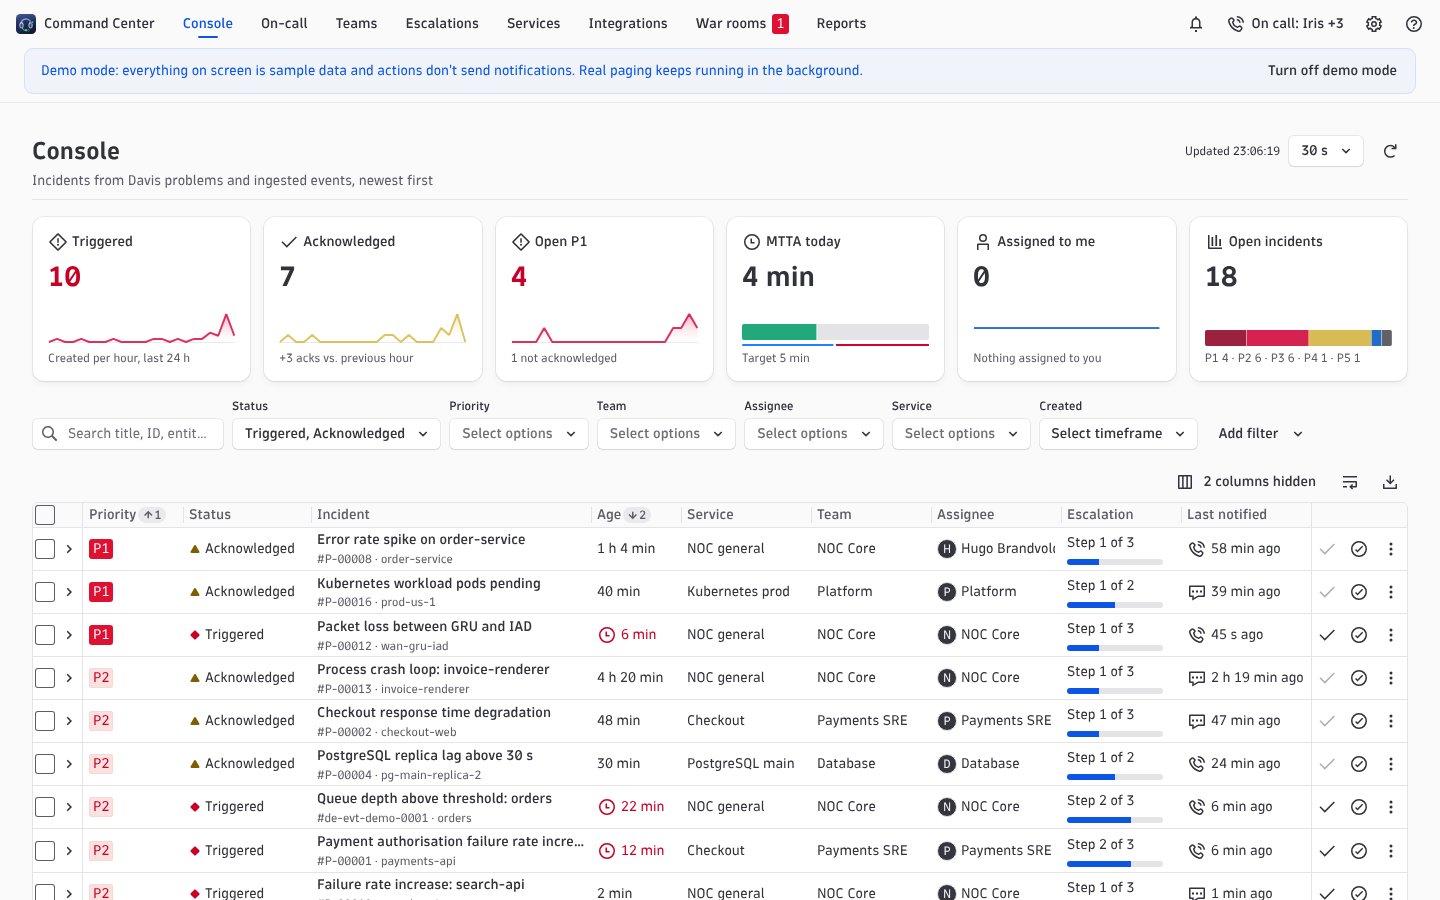 Command Center Console On-call Teams Escalations Services Integrations War rooms 1 Reports On call: Iris +3
Demo mode: everything on screen is sample data and actions don't send notifications. Real paging keeps running in the background. Turn off demo mode
Console
Updated 23:06:19 30 s
Incidents from Davis problems and ingested events, newest first
Triggered
10
Created per hour, last 24 h
Acknowledged
7
+3 acks vs. previous hour
Open P1
4
1 not acknowledged
MTTA today
4 min
Target 5 min
Assigned to me
0
Nothing assigned to you
Open incidents
18
P1 4 · P2 6 · P3 6 · P4 1 · P5 1
Status Priority Team Assignee Service Created
Search title, ID, entit... Triggered, Acknowledged Select options Select options Select options Select options Select timeframe Add filter
2 columns hidden
Priority 1 Status Incident Age 2 Service Team Assignee Escalation Last notified
P1 Acknowledged Error rate spike on order-service 1 h 4 min NOC general NOC Core H Hugo Brandvol Step 1 of 3 58 min ago
#P-00008 · order-service
P1 Acknowledged Kubernetes workload pods pending 40 min Kubernetes prod Platform P Platform Step 1 of 2 39 min ago
#P-00016 · prod-us-1
P1 Triggered Packet loss between GRU and IAD 6 min NOC general NOC Core N NOC Core Step 1 of 3 45 s ago
#P-00012 · wan-gru-iad
P2 Acknowledged Process crash loop: invoice-renderer 4 h 20 min NOC general NOC Core N NOC Core Step 1 of 3 2 h 19 min ago
#P-00013 · invoice-renderer
P2 Acknowledged Checkout response time degradation 48 min Checkout Payments SRE P Payments SRE Step 1 of 3 47 min ago
#P-00002 · checkout-web
P2 Acknowledged PostgreSQL replica lag above 30 s 30 min PostgreSQL main Database D Database Step 1 of 2 24 min ago
#P-00004 · pg-main-replica-2
P2 Triggered Queue depth above threshold: orders 22 min NOC general NOC Core N NOC Core Step 2 of 3 6 min ago
#de-evt-demo-0001 · orders
P2 Triggered Payment authorisation failure rate incre... 12 min Checkout Payments SRE P Payments SRE Step 2 of 3 6 min ago
#P-00001 · payments-api
P2 Triggered Failure rate increase: search-api 2 min NOC general NOC Core N NOC Core Step 1 of 3 1 min ago